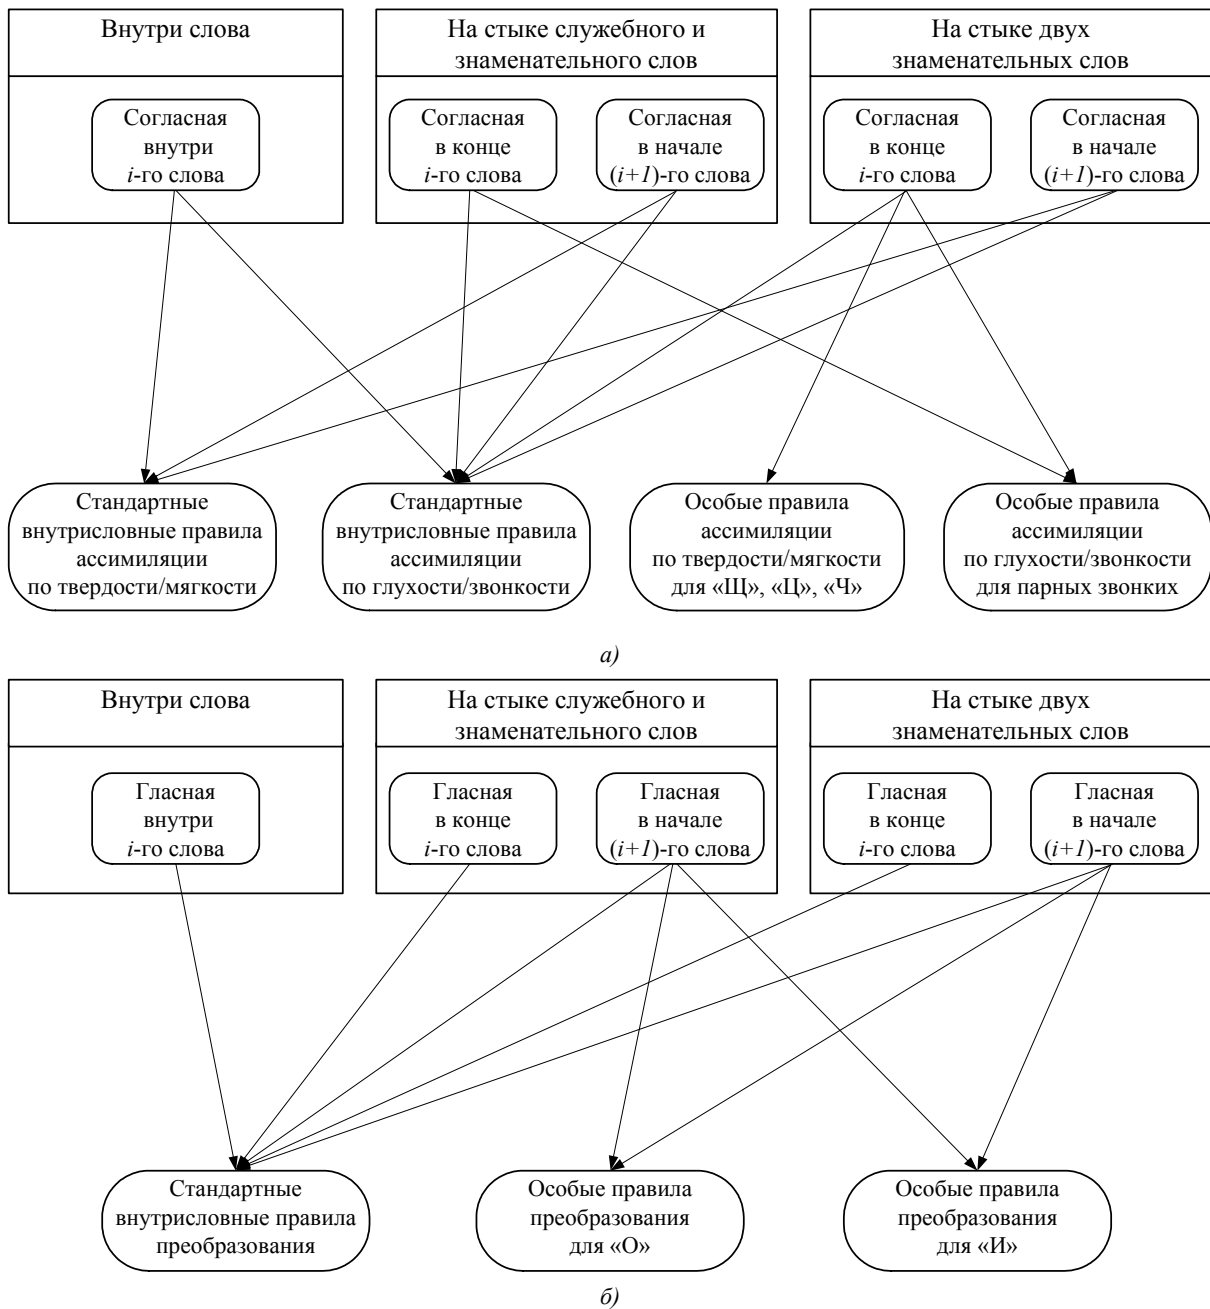 Внутри слова
На стыке служебного и
знаменательного слов
На стыке двух
знаменательных слов
Согласная
внутри
i-го слова
Согласная
в конце
i-го слова
Согласная
в начале
(i+1)-го слова
Согласная
в конце
i-го слова
Согласная
в начале
(i+1)-го слова
Стандартные
внутрисловные правила
ассимиляции
по твердости/мягкости
Стандартные
внутрисловные правила
ассимиляции
по глухости/звонкости
Особые правила
ассимиляции
по твердости/мягкости
для «Щ», «Ц», «Ч»
Особые правила
ассимиляции
по глухости/звонкости
для парных звонких
а)
Внутри слова
На стыке служебного и
знаменательного слов
На стыке двух
знаменательных слов
Гласная
внутри
i-го слова
Гласная
в конце
i-го слова
Гласная
в начале
(i+1)-го слова
Гласная
в конце
i-го слова
Гласная
в начале
(i+1)-го слова
Стандартные
внутрисловные правила
преобразования
Особые правила
преобразования
для «О»
Особые правила
преобразования
для «И»
б)